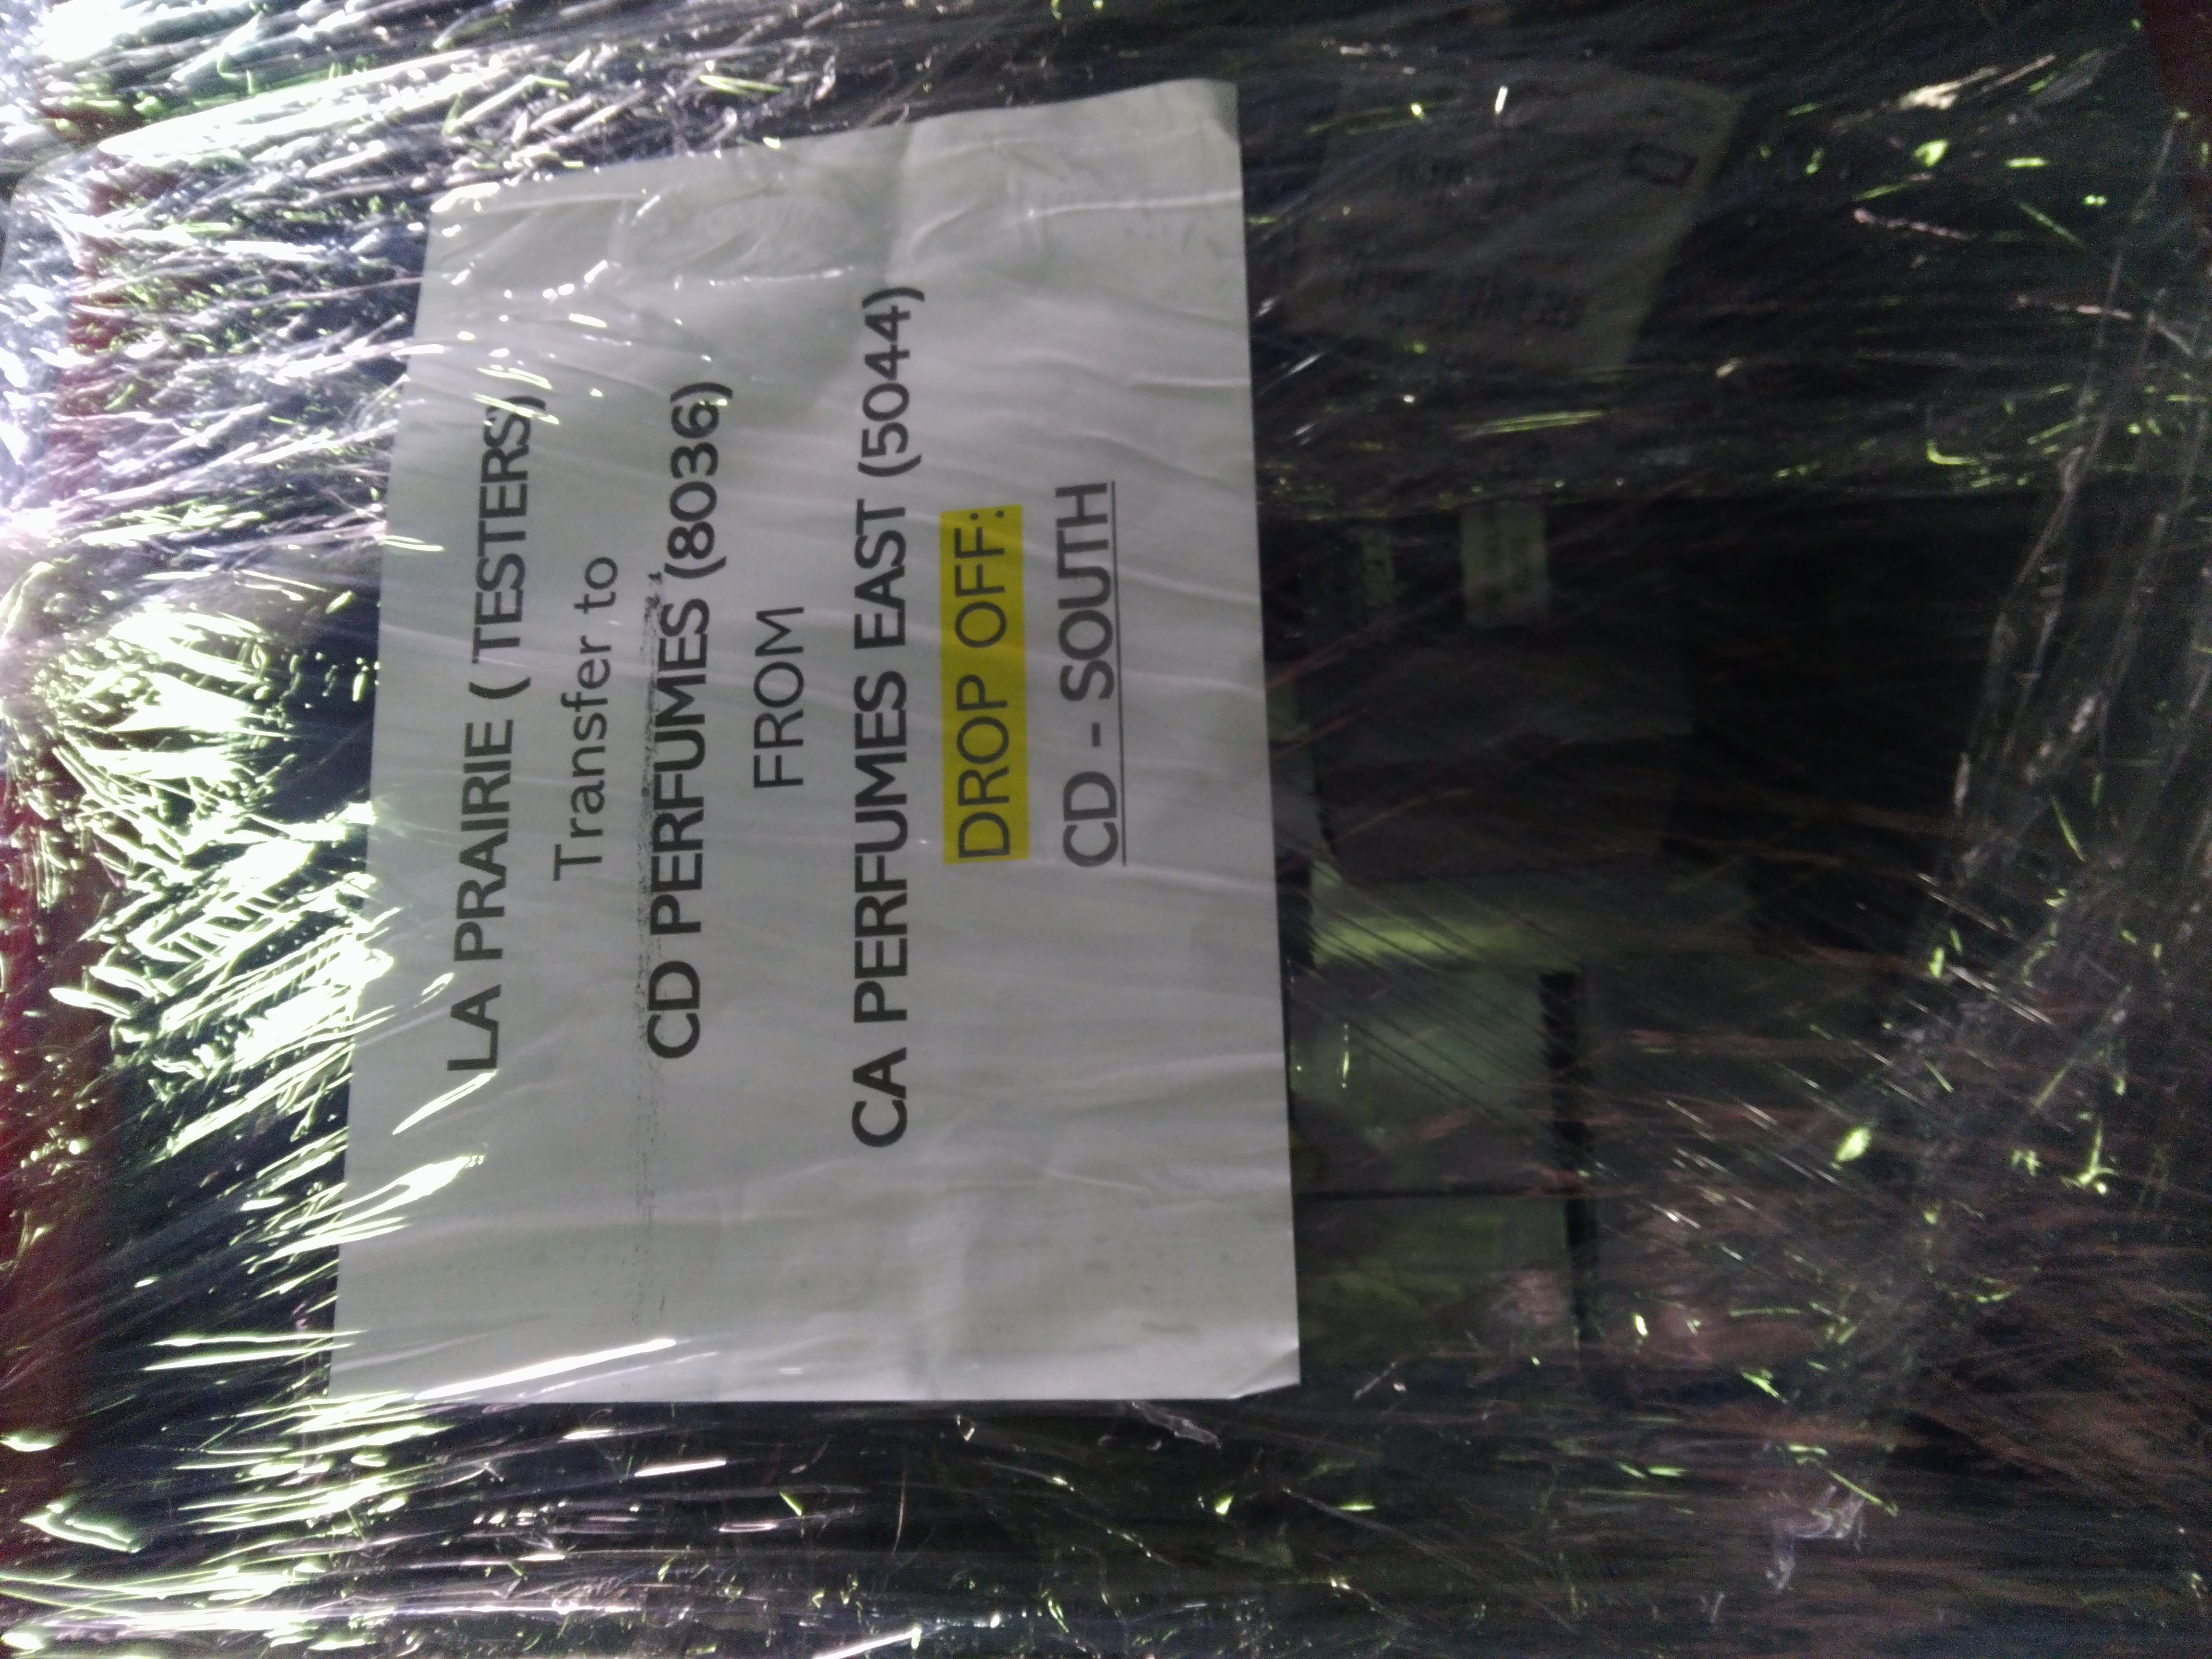 LA PRAIRIE ( TESTERS)
Transfer to
CD PERFUMES (8036)
FROM
CA PERFUMES EAST (5044)
DROP OFF:
CD - SOUTH